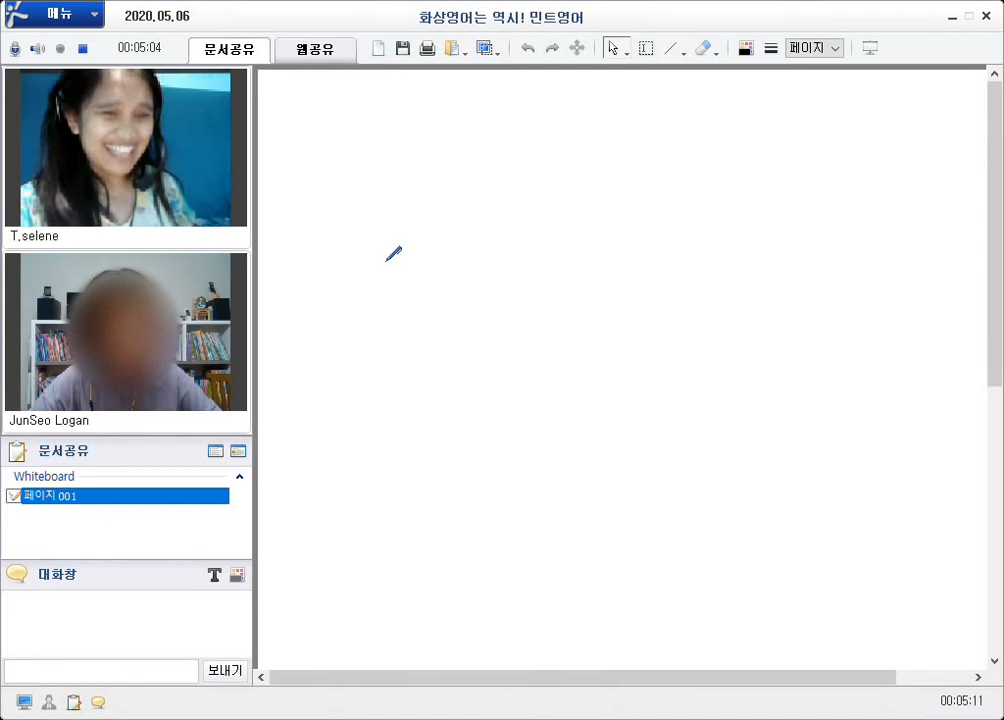 메뉴
2020.05.06
화상영어는 역시! 민트영어
00:05:04
문서공유
웹공유
페이지
T.selene
JunSeo Logan
문서공유
Whiteboard
페이지 001
대화창
보내기
00:05:11